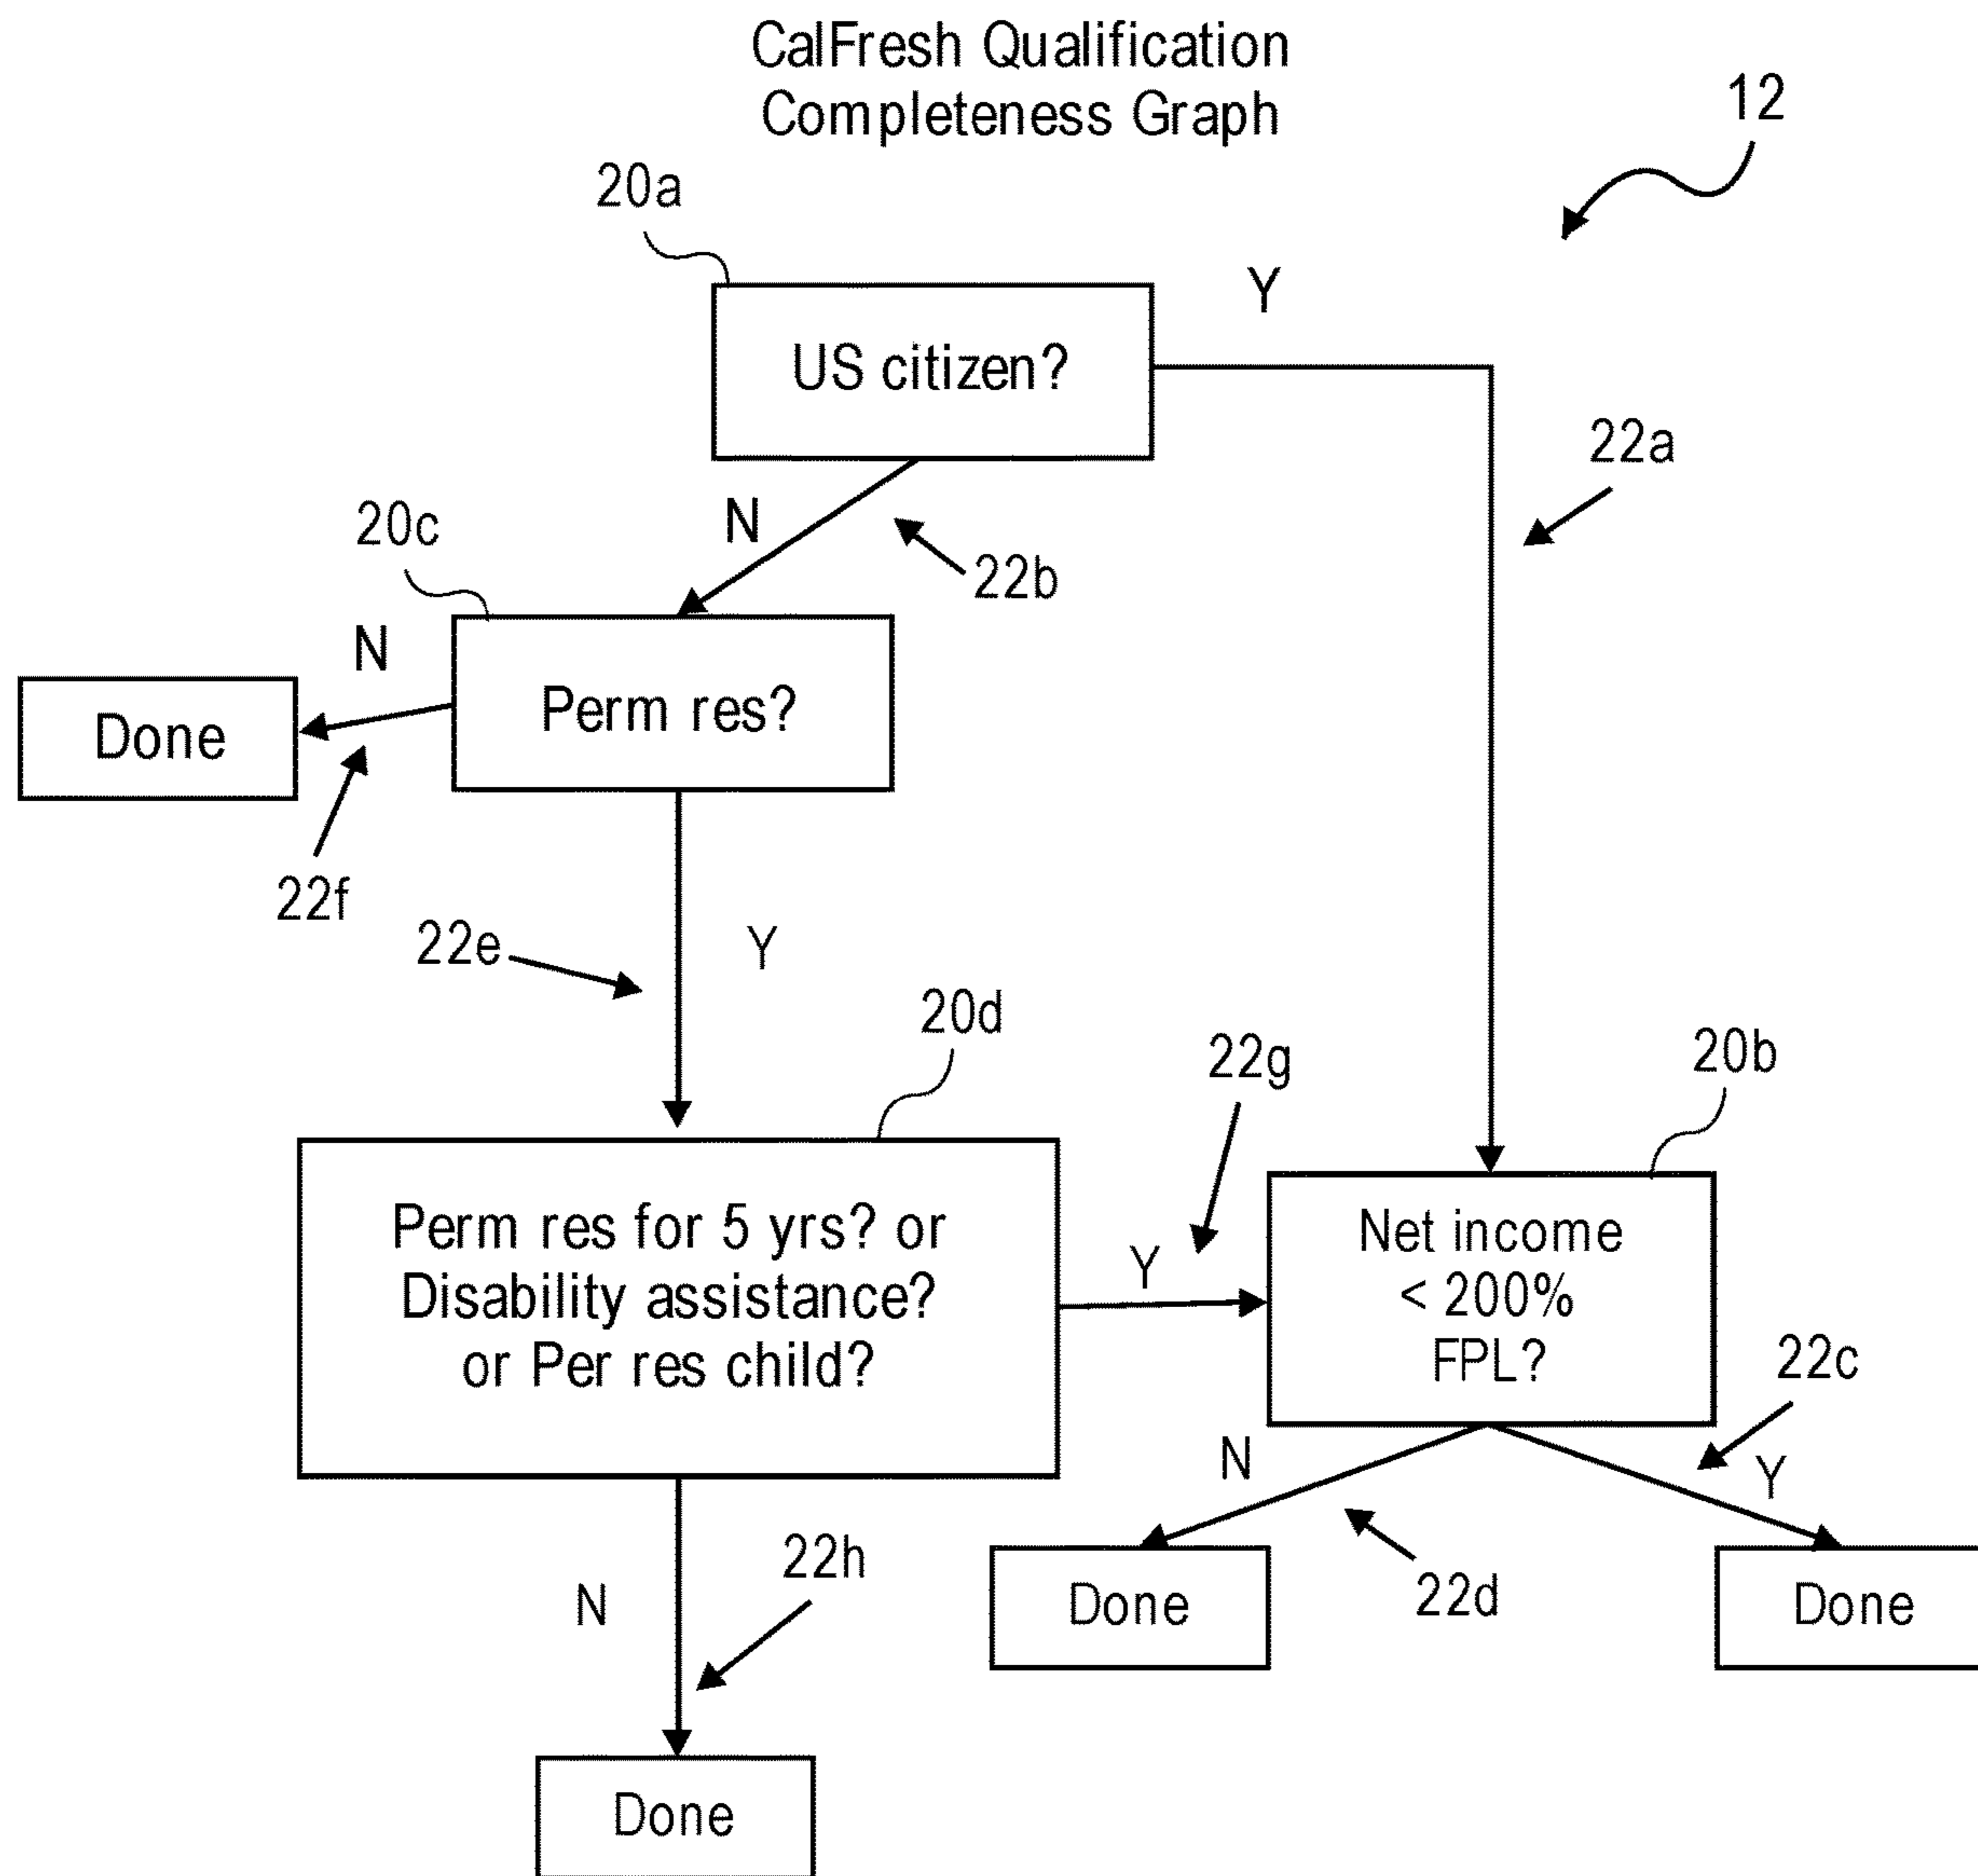 CalFresh Qualification
Completeness Graph
12
20a
Y
US citizen?
22a
20c
N
22b
N
Perm res?
Done
22f
22e
Y
20d
22g
20b
Perm res for 5 yrs? or
Disability assistance?
or Per res child?
Y
Net income
< 200%
FPL?
22c
N
Y
22d
22h
N
Done
Done
Done